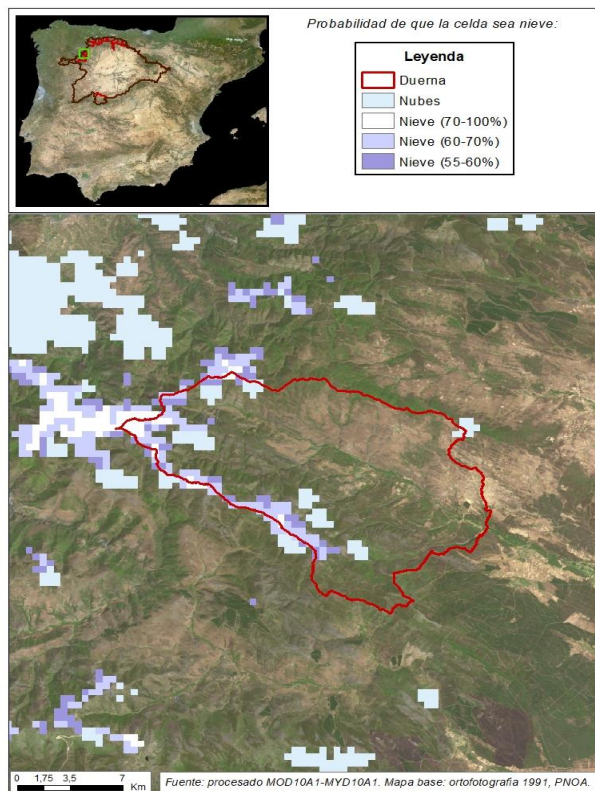 Probabilidad de que la celda sea nieve:
Leyenda
Duerna
Nubes
Nieve (70-100%)
Nieve (60-70%)
Nieve (55-60%)
0 1,75 3,5 7
Km
Fuente: procesado MOD10A1-MYD10A1. Mapa base: ortofotografia 1991, PNOA.